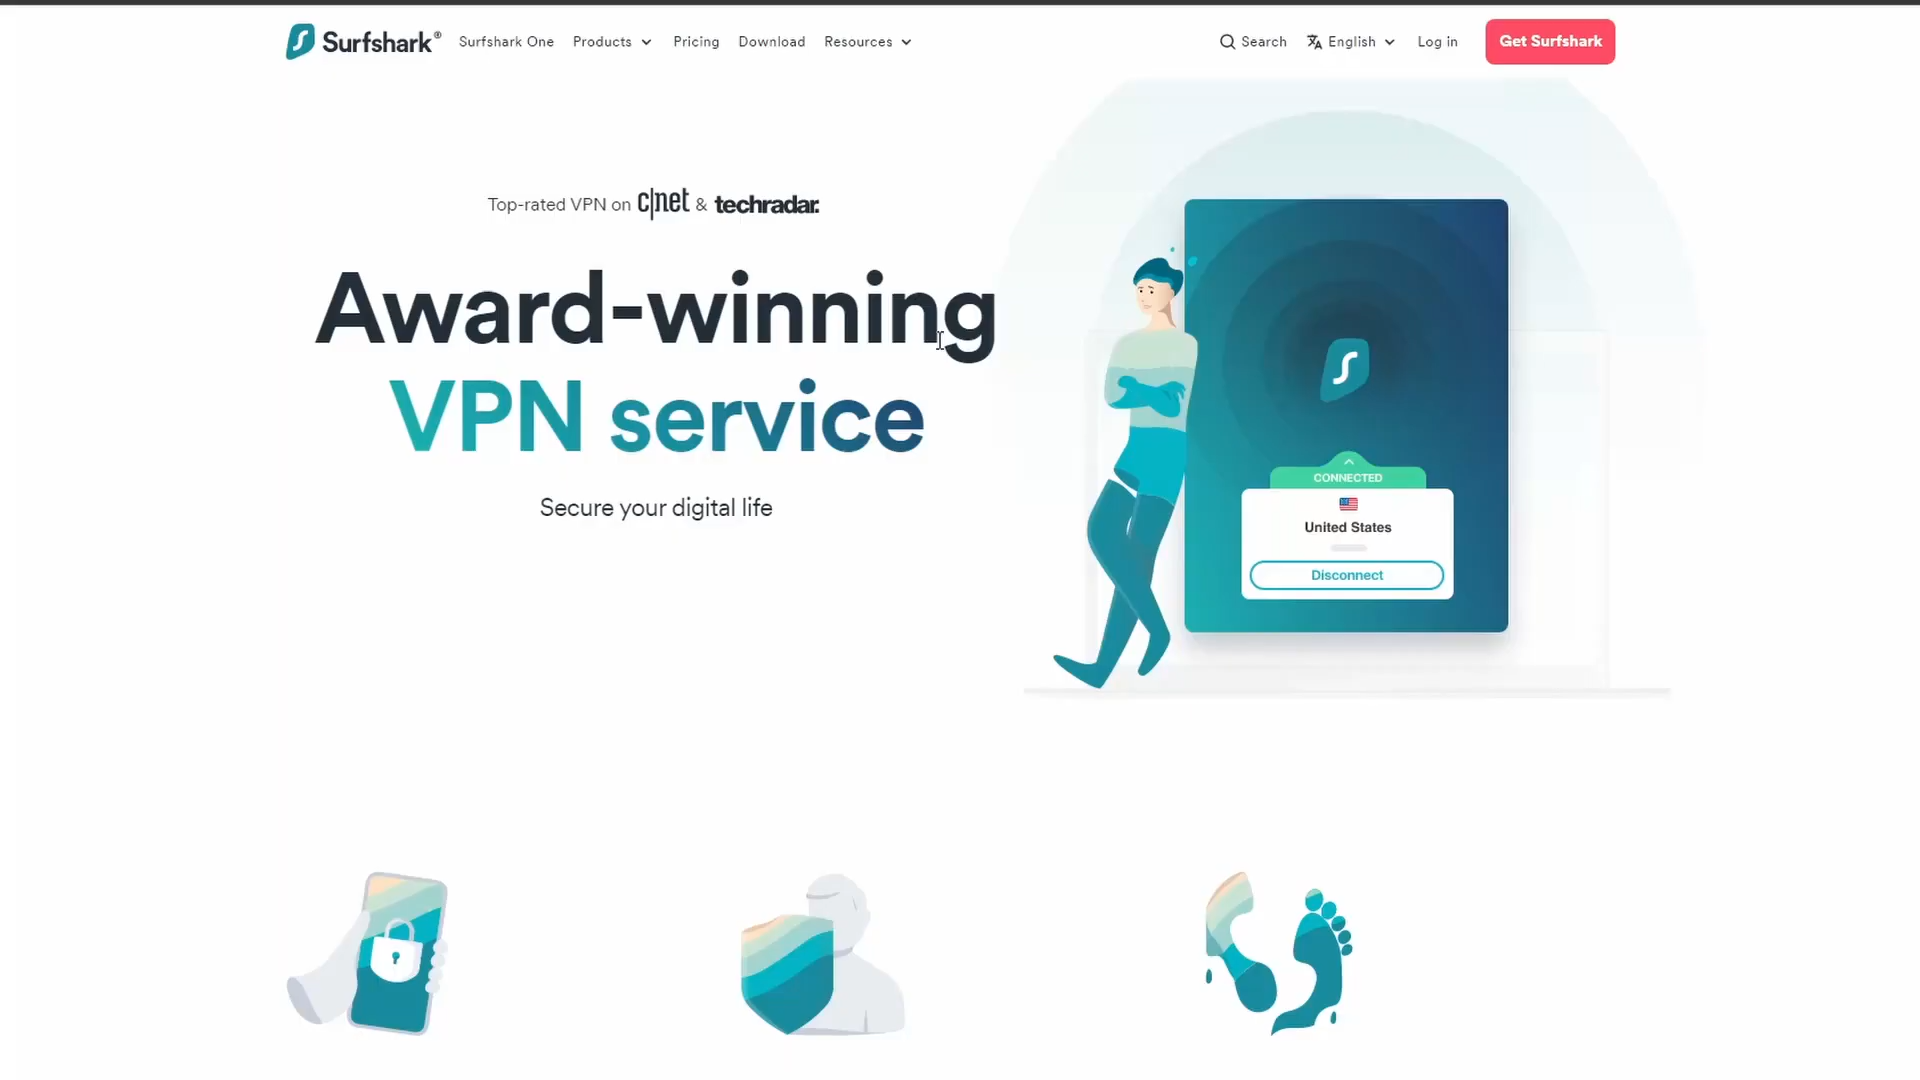 Surfshark®
Surfshark One
Products
Pricing
Download
Resources
Search
English
Log in
Get Surfshark
Top-rated VPN on c|net & techradar.
Award-winning
VPN service
Secure your digital life
CONNECTED
United States
Disconnect